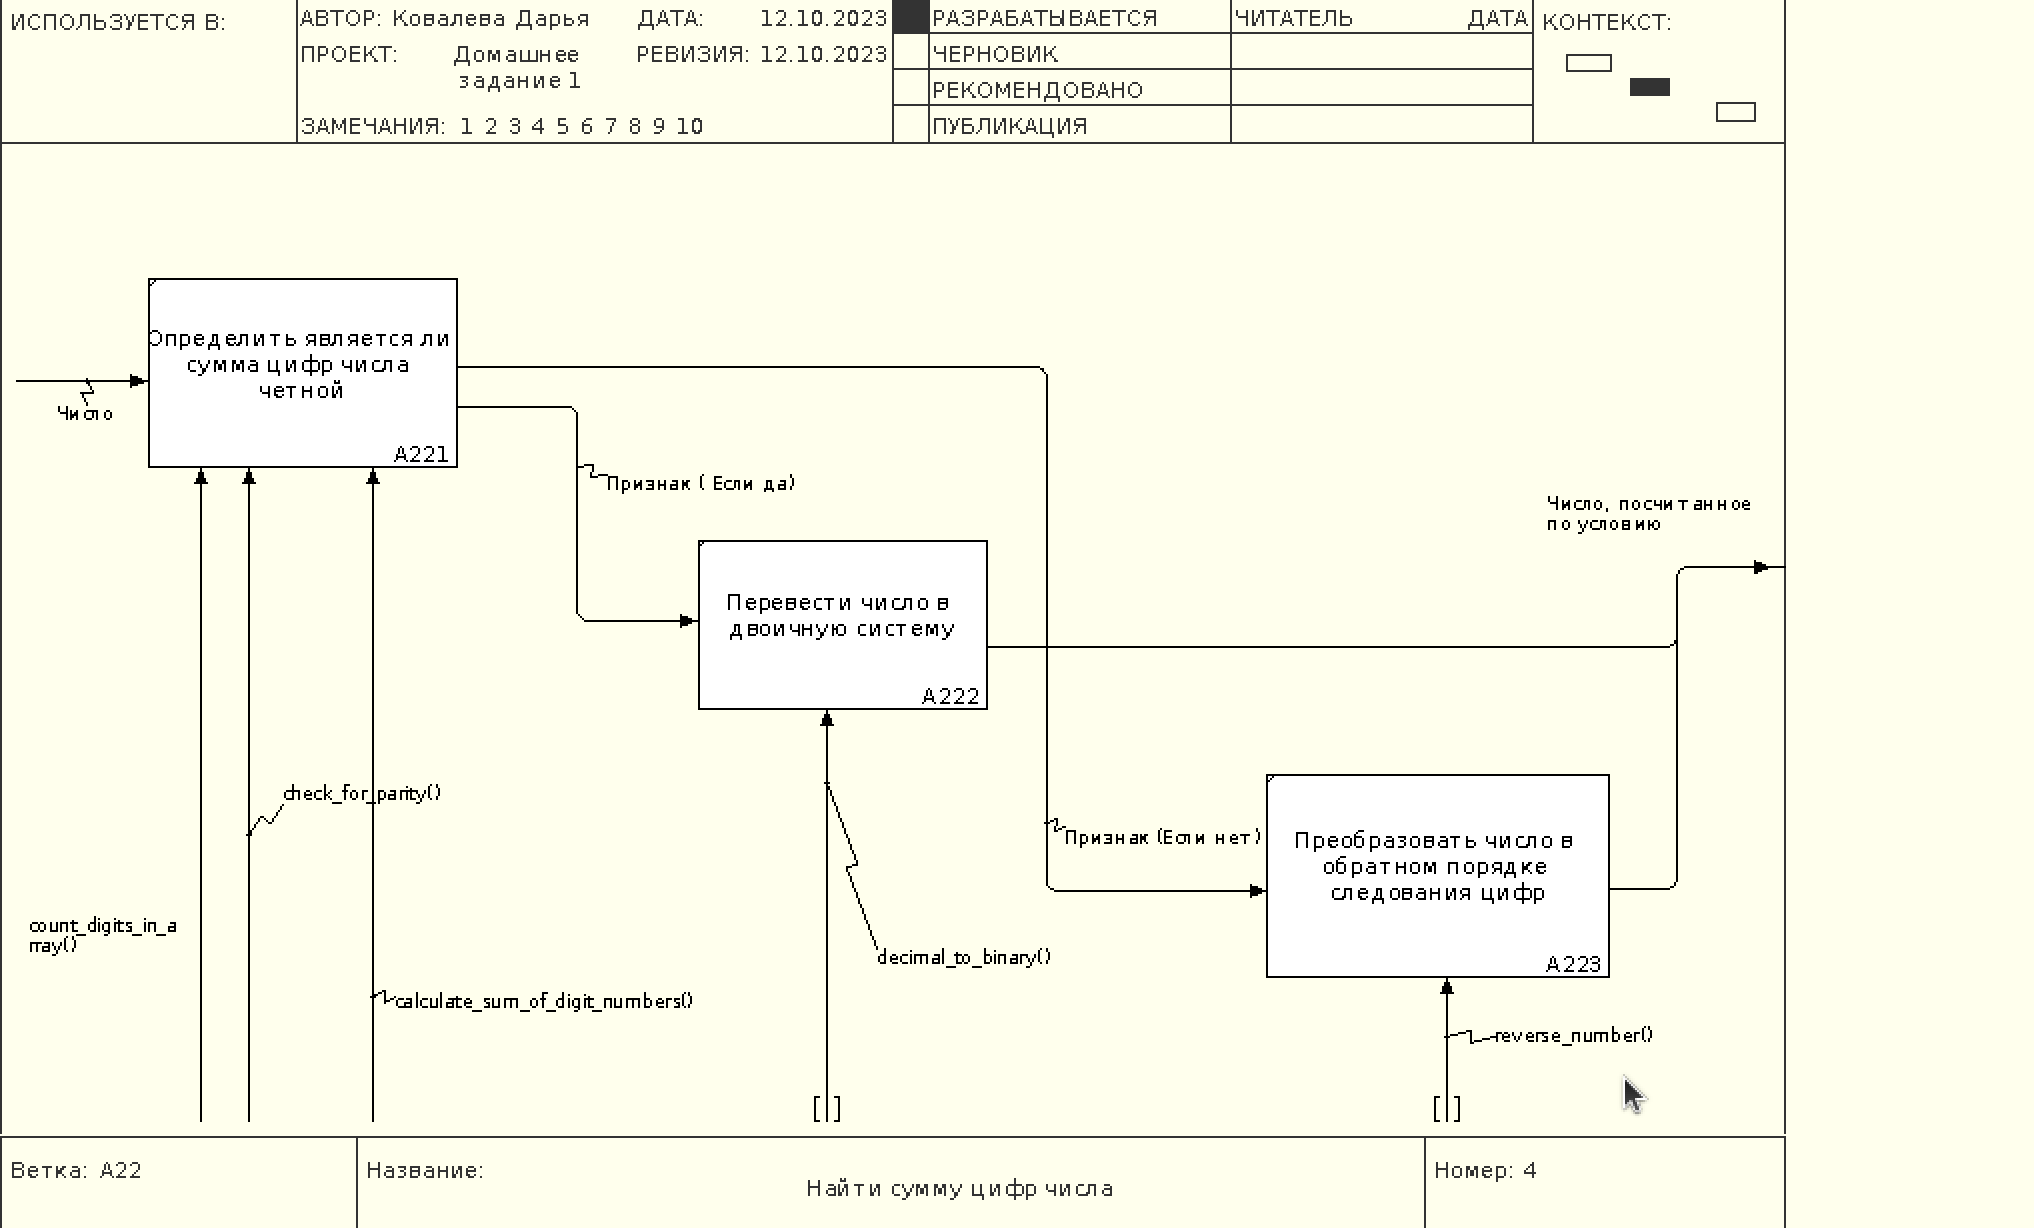 ИСПОЛЬЗУЕТСЯ В:
АВТОР: Ковалева Дарья ДАТА: 12.10.2023
ПРОЕКТ: Домашнее
задание 1
РЕВИЗИЯ: 12.10.2023
ЗАМЕЧАНИЯ: 1 2 3 4 5 6 7 8 9 10
РАЗРАБАТЫВАЕТСЯ
ЧЕРНОВИК
РЕКОМЕНДОВАНО
ПУБЛИКАЦИЯ
ЧИТАТЕЛЬ ДАТА
КОНТЕКСТ:
Определить является ли
сумма цифр числа
четной
A221
Число
Признак ( Если да)
Число, посчитанное
по условию
Перевести число в
двоичную систему
A222
check_for_parity()
Признак (Если нет)
Преобразовать число в
обратном порядке
следования цифр
A223
count_digits_in_a
rray()
decimal_to_binary()
calculate_sum_of_digit_numbers()
reverse_number()
[ ]
[ ]
Ветка: A22
Название:
Найти сумму цифр числа
Номер: 4